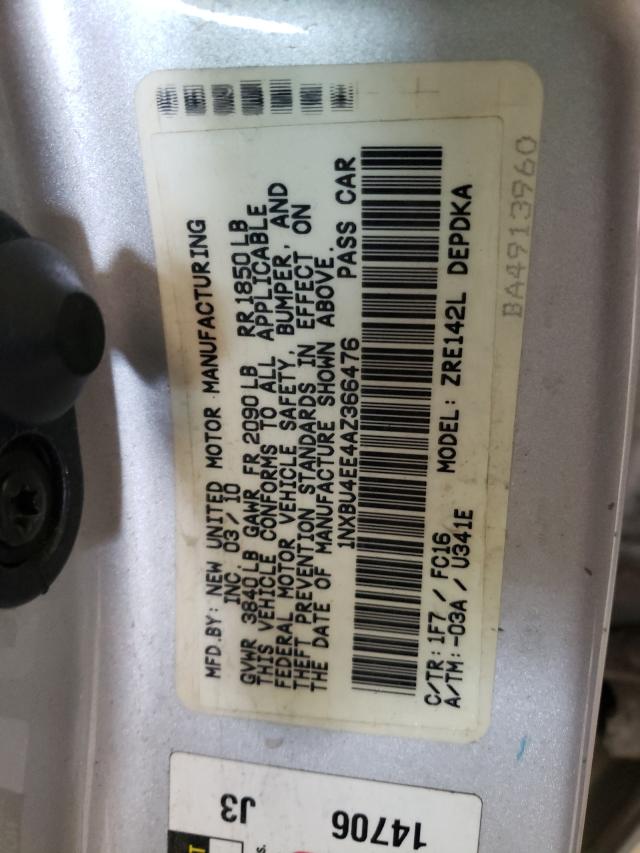 MFD.BY: NEW UNITED MOTOR MANUFACTURING
INC 03/10
GVWR 3840LB GAWR FR 2090LB RR1850LB
THIS VEHICLE CONFORMS TO ALL APPLICABLE
FEDERAL MOTOR VEHICLE SAFETY, BUMPER, AND
THEFT PREVENTION STANDARDS IN EFFECT ON
THE DATE OF MANUFACTURE SHOWN ABOVE.
1NXBU4EE4AZ366476 PASS CAR
C/TR: 1F7 / FC16 MODEL: ZRE142L DEPDKA
A/TM: -03A / U341E
BA4913960
J3
14706